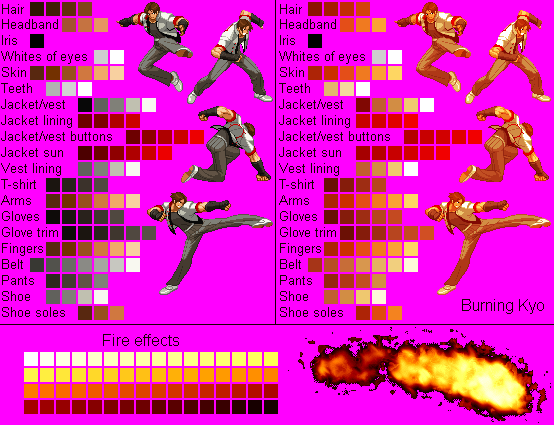 Hair
Headband
Iris
Whites of eyes
Skin
Teeth
Jacket/vest
Jacket lining
Jacket/vest buttons
Jacket sun
Vest lining
T-shirt
Arms
Gloves
Glove trim
Fingers
Belt
Pants
Shoe
Shoe soles
Hair
Headband
Iris
Whites of eyes
Skin
Teeth
Jacket/vest
Jacket lining
Jacket/vest buttons
Jacket sun
Vest lining
T-shirt
Arms
Gloves
Glove trim
Fingers
Belt
Pants
Shoe
Shoe soles
Burning Kyo
Fire effects